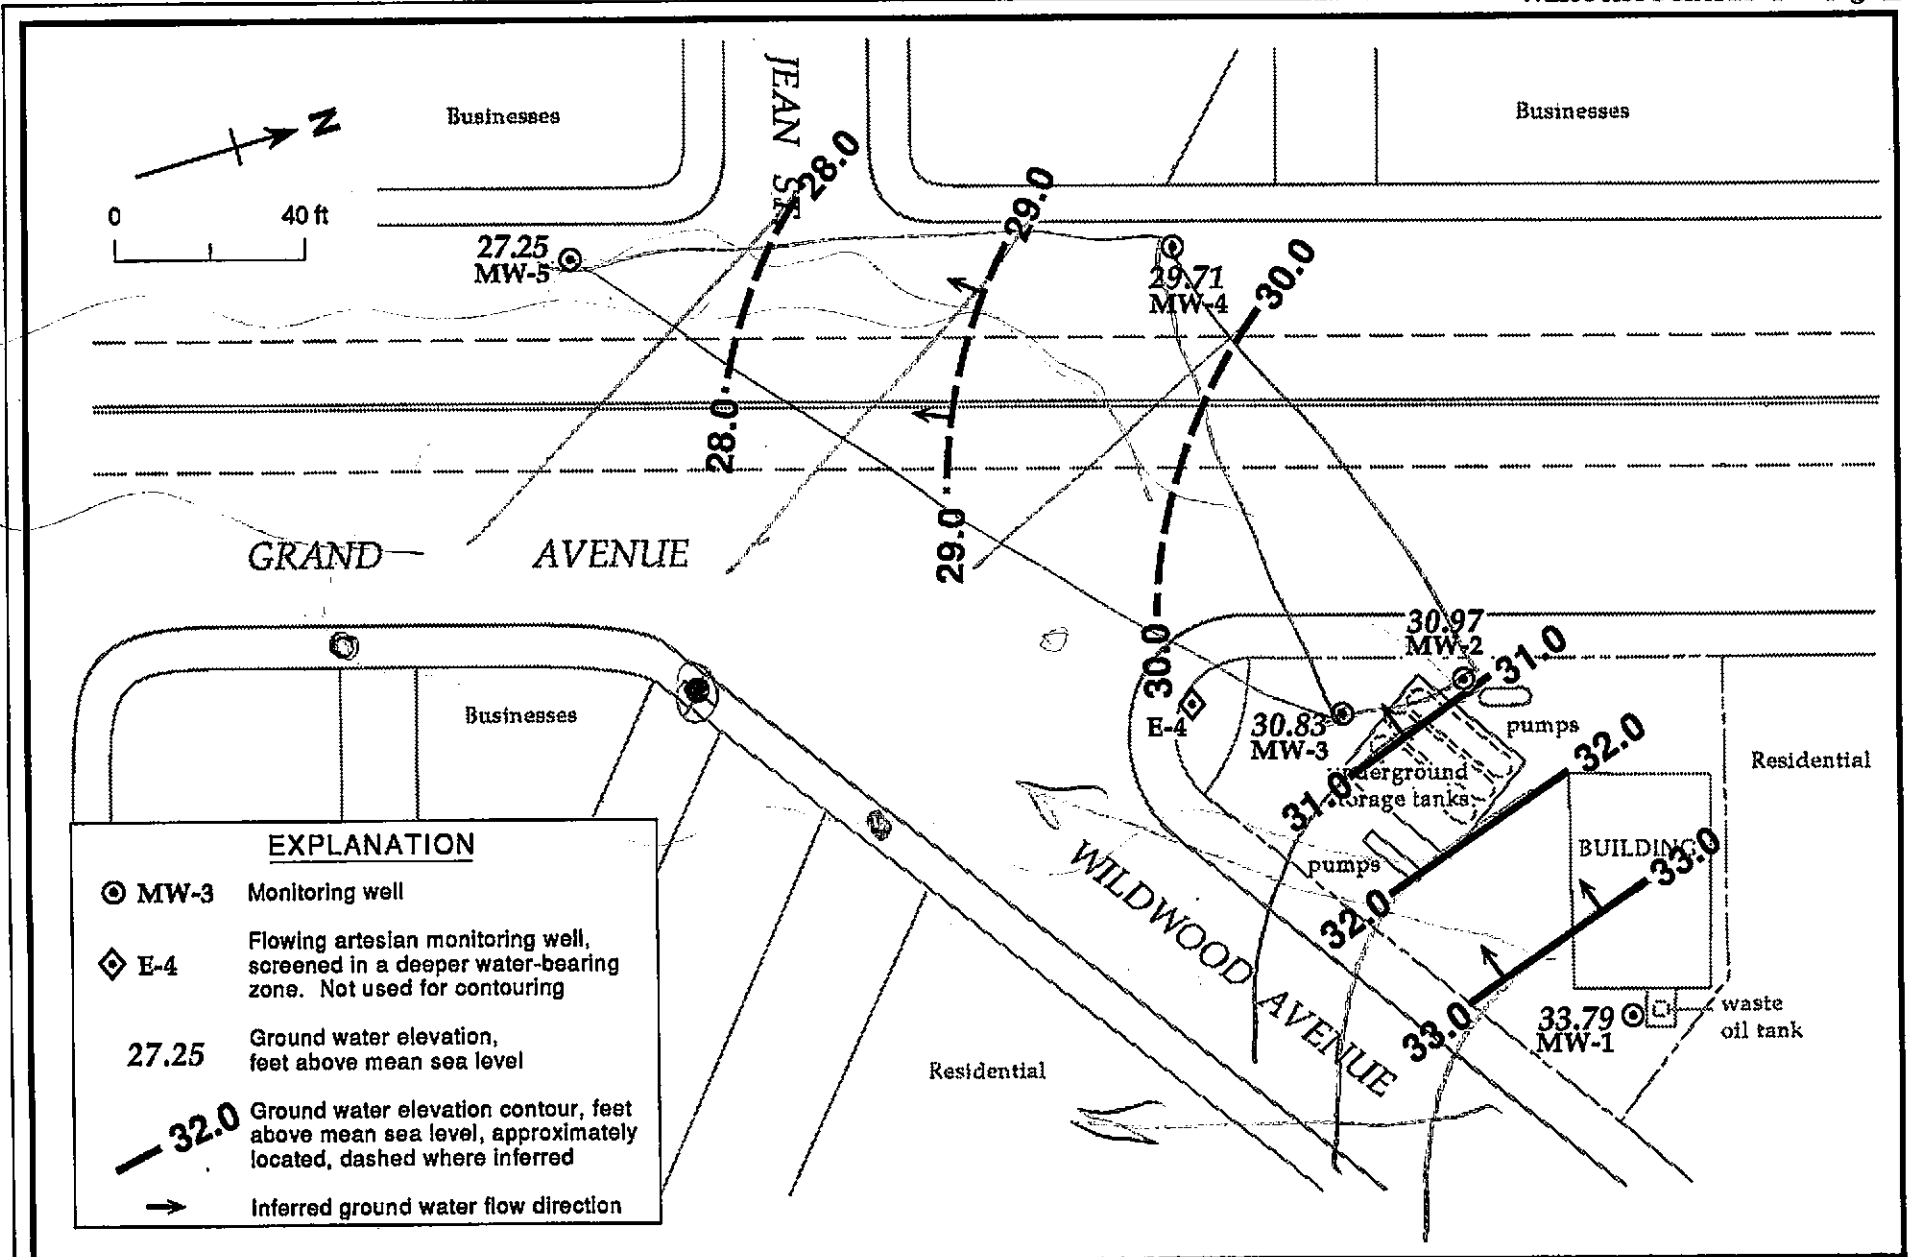 JEAN ST
Businesses
Businesses
N
0 40 ft
28.0
29.0
30.0
27.25
MW-5
29.71
MW-4
28.0
29.0
GRAND AVENUE
30.0
30.97
MW-2
31.0
E-4
30.83
MW-3
pumps
32.0
Businesses
Residential
underground
storage tanks
31.0
pumps
BUILDING
33.0
32.0
WILDWOOD AVENUE
33.0
33.79
MW-1
waste
oil tank
Residential
EXPLANATION
MW-3 Monitoring well
E-4 Flowing artesian monitoring well,
screened in a deeper water-bearing
zone. Not used for contouring
27.25 Ground water elevation,
feet above mean sea level
32.0 Ground water elevation contour, feet
above mean sea level, approximately
located, dashed where inferred
Inferred ground water flow direction